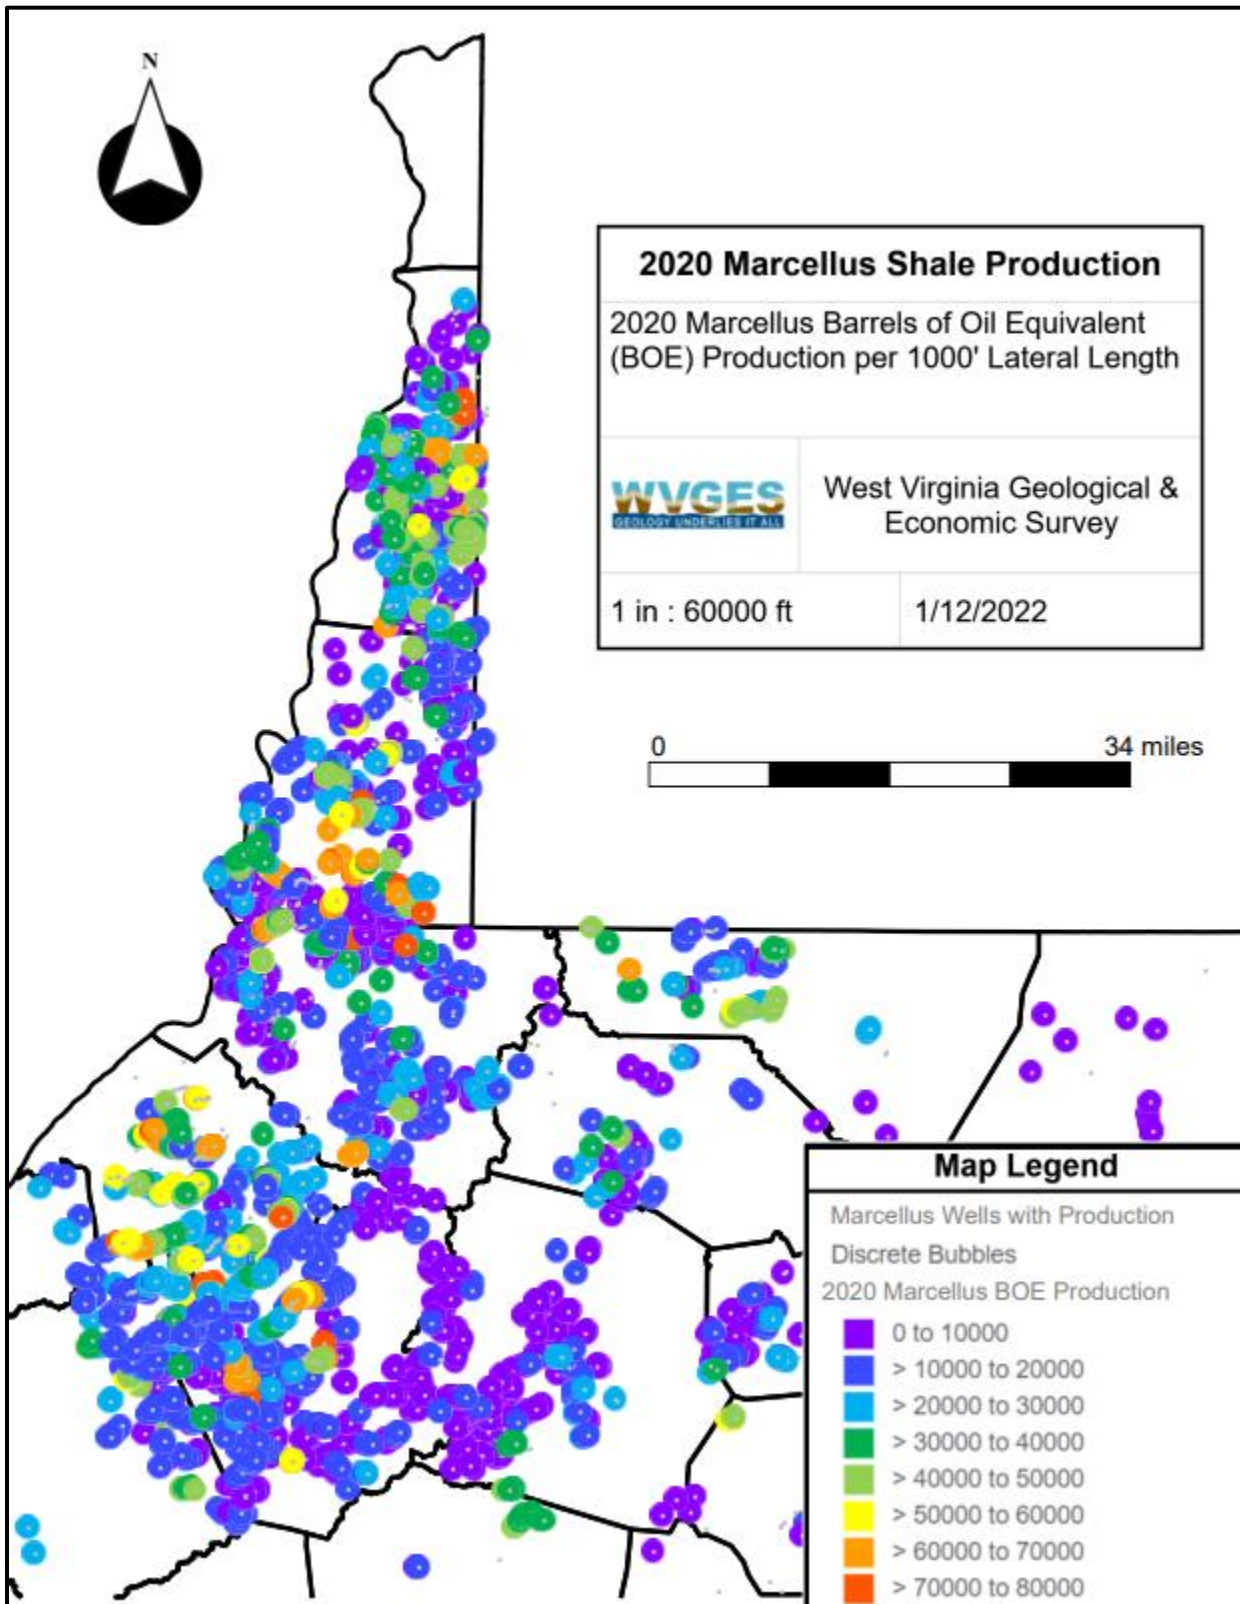 N
2020 Marcellus Shale Production
2020 Marcellus Barrels of Oil Equivalent
(BOE) Production per 1000' Lateral Length
WVGES
GEOLOGY UNDERLIES IT ALL
West Virginia Geological &
Economic Survey
1 in : 60000 ft
1/12/2022
0
34 miles
Map Legend
Marcellus Wells with Production
Discrete Bubbles
2020 Marcellus BOE Production
0 to 10000
> 10000 to 20000
> 20000 to 30000
> 30000 to 40000
> 40000 to 50000
> 50000 to 60000
> 60000 to 70000
> 70000 to 80000